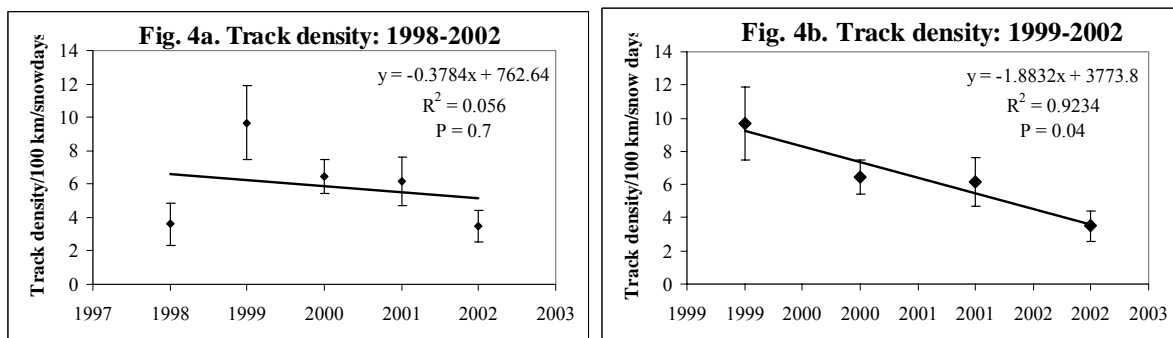 Fig. 4a. Track density: 1998-2002
Track density/100 km/snowdays
y = -0.3784x + 762.64
R² = 0.056
P = 0.7
14
12
10
8
6
4
2
0
1997 1998 1999 2000 2001 2002 2003
Fig. 4b. Track density: 1999-2002
Track density/100 km/snow days
y = -1.8832x + 3773.8
R² = 0.9234
P = 0.04
14
12
10
8
6
4
2
0
1999 1999 2000 2000 2001 2001 2002 2002 2003